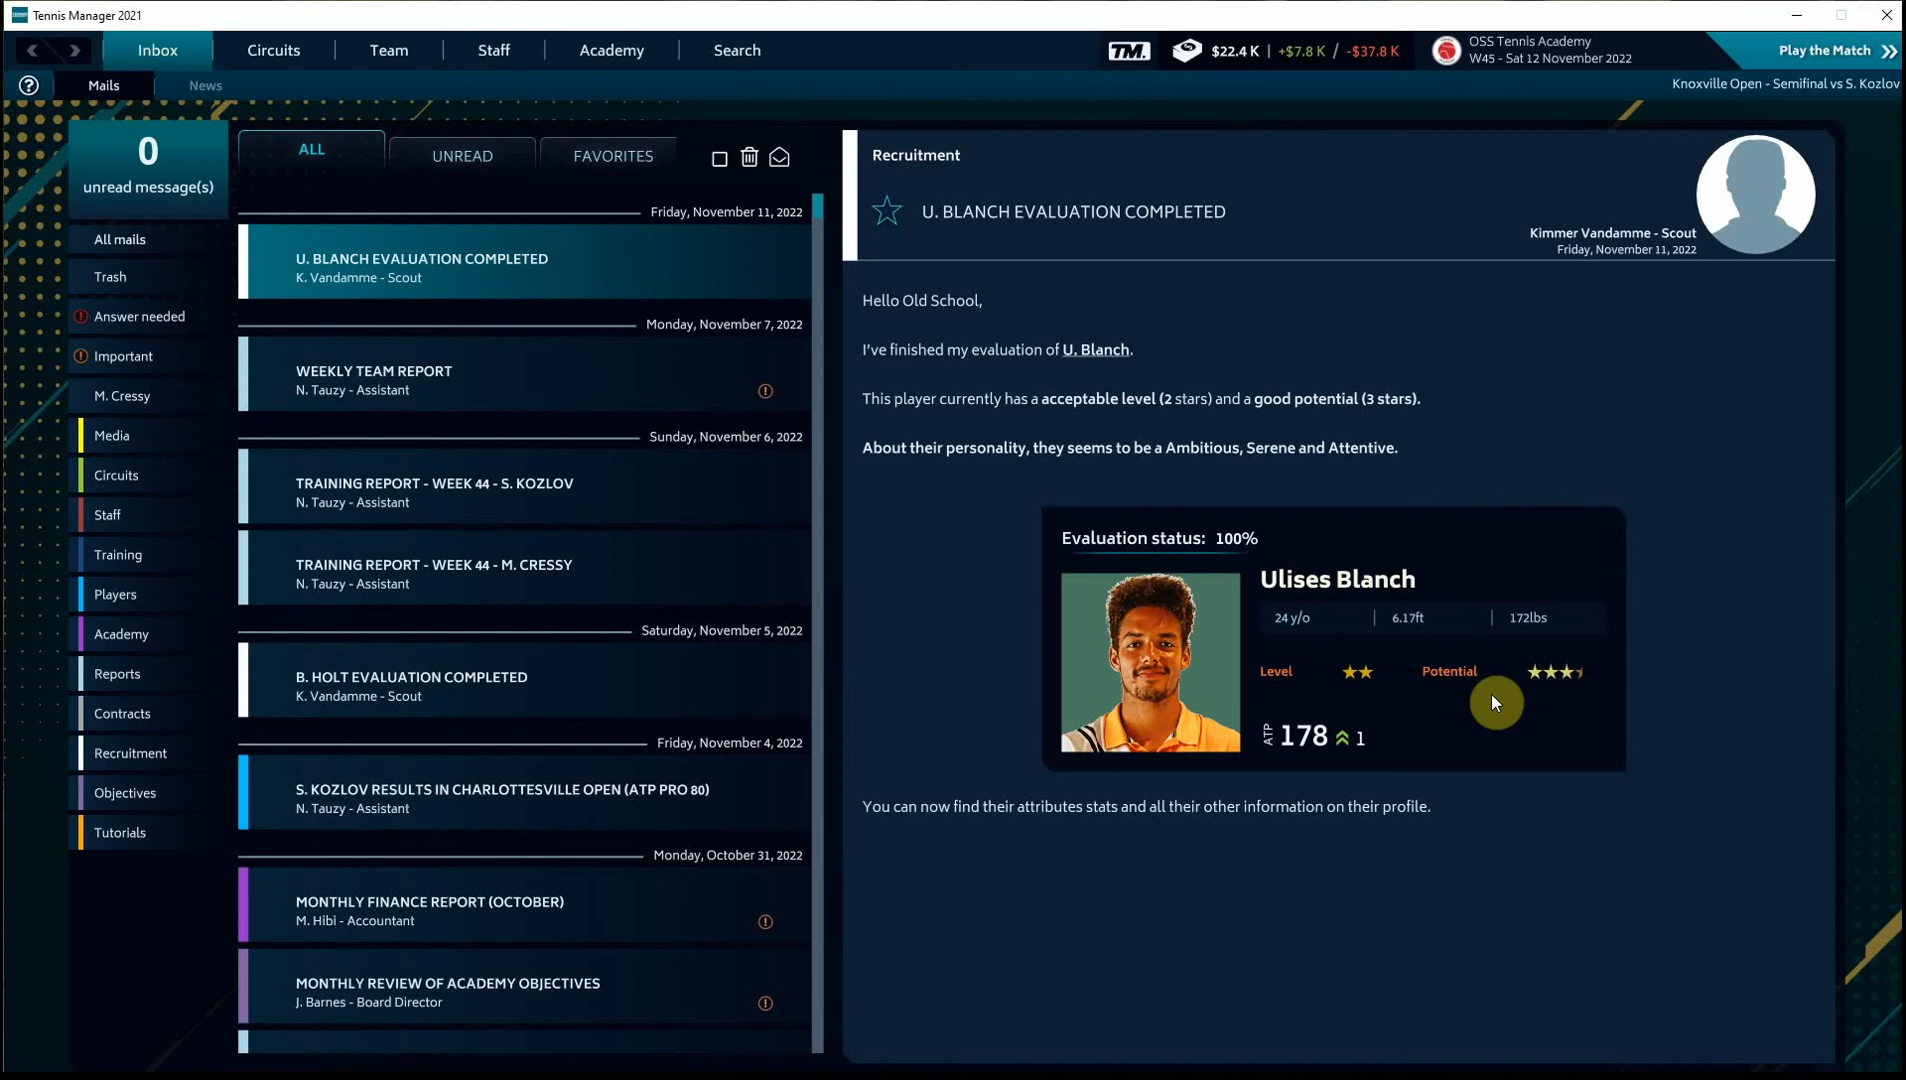 Tennis Manager 2021
Inbox
Circuits
Team
Staff
Academy
Search
TM.
$22.4 K | +$7.8 K / -$37.8 K
OSS Tennis Academy
W45 - Sat 12 November 2022
Play the Match
?
Mails
News
Knoxville Open - Semifinal vs S. Kozlov
0
unread message(s)
All mails
Trash
Answer needed
Important
M. Cressy
Media
Circuits
Staff
Training
Players
Academy
Reports
Contracts
Recruitment
Objectives
Tutorials
ALL
UNREAD
FAVORITES
Friday, November 11, 2022
U. BLANCH EVALUATION COMPLETED
K. Vandamme - Scout
Monday, November 7, 2022
WEEKLY TEAM REPORT
N. Tauzy - Assistant
Sunday, November 6, 2022
TRAINING REPORT - WEEK 44 - S. KOZLOV
N. Tauzy - Assistant
TRAINING REPORT - WEEK 44 - M. CRESSY
N. Tauzy - Assistant
Saturday, November 5, 2022
B. HOLT EVALUATION COMPLETED
K. Vandamme - Scout
Friday, November 4, 2022
S. KOZLOV RESULTS IN CHARLOTTESVILLE OPEN (ATP PRO 80)
N. Tauzy - Assistant
Monday, October 31, 2022
MONTHLY FINANCE REPORT (OCTOBER)
M. Hibi - Accountant
MONTHLY REVIEW OF ACADEMY OBJECTIVES
J. Barnes - Board Director
Recruitment
U. BLANCH EVALUATION COMPLETED
Kimmer Vandamme - Scout
Friday, November 11, 2022
Hello Old School,
I've finished my evaluation of U. Blanch.
This player currently has a acceptable level (2 stars) and a good potential (3 stars).
About their personality, they seems to be a Ambitious, Serene and Attentive.
Evaluation status: 100%
Ulises Blanch
24 y/o | 6.17ft | 172lbs
Level
Potential
ATP 178 1
You can now find their attributes stats and all their other information on their profile.